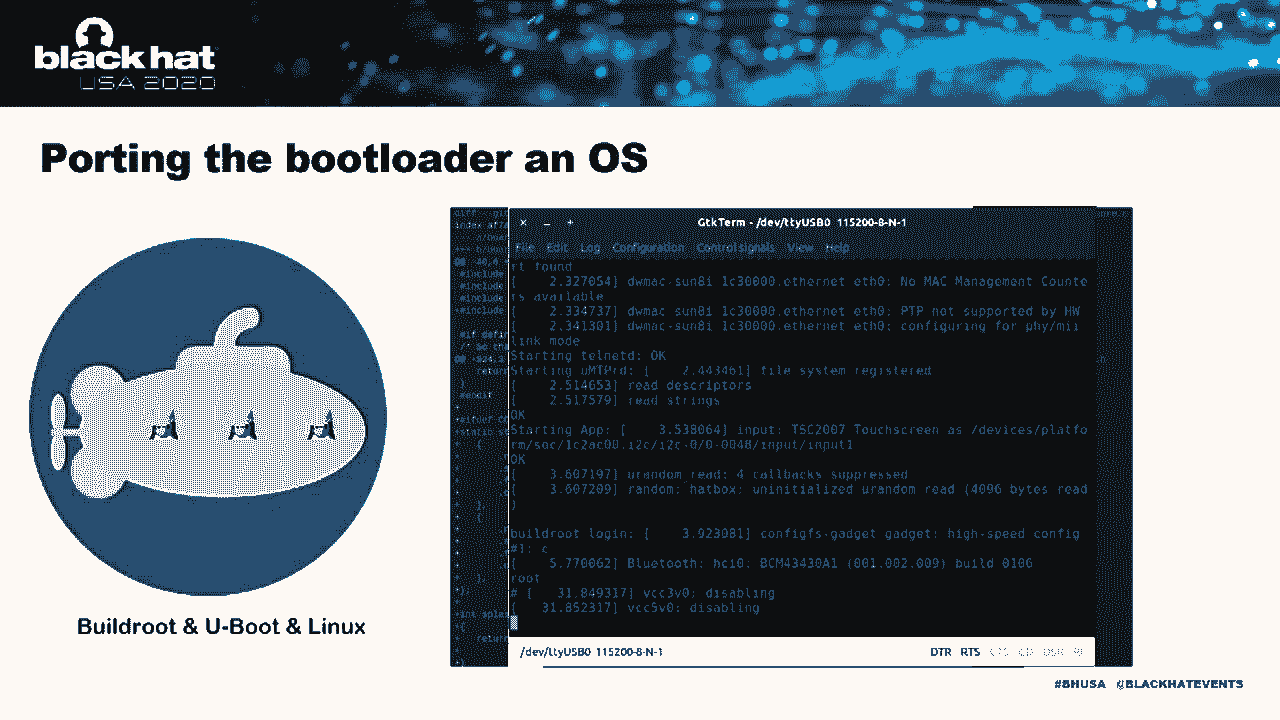 black hat
USA 2020
Porting the bootloader an OS
GtkTerm - /dev/ttyUSB0 115200-8-N-1
File Edit Log Configuration Control signals View Help
rt found
[ 2.327054] dwmac-sun8i 1c30000.ethernet eth0: No MAC Management Counte
rs available
[ 2.334737] dwmac-sun8i 1c30000.ethernet eth0: PTP not supported by HW
[ 2.341301] dwmac-sun8i 1c30000.ethernet eth0: configuring for phy/mii
link mode
Starting telnetd: OK
Starting uMTPrd: [ 2.443461] file system registered
[ 2.514653] read descriptors
[ 2.517579] read strings
OK
Starting App: [ 3.538064] input: TSC2007 Touchscreen as /devices/platfo
rm/soc/1c2ac00.i2c/i2c-0/0-0048/input/input1
OK
[ 3.607197] urandom_read: 4 callbacks suppressed
[ 3.607209] random: hatbox: uninitialized urandom read (4096 bytes read
)
buildroot login: [ 3.923081] configfs-gadget gadget: high-speed config
#1: c
[ 5.770062] Bluetooth: hci0: BCM43430A1 (001.002.009) build 0106
root
# [ 31.849317] vcc3v0: disabling
[ 31.852317] vcc5v0: disabling
/dev/ttyUSB0 115200-8-N-1 DTR RTS CTS CD DSR RI
Buildroot & U-Boot & Linux
#BHUSA @BLACKHATEVENTS